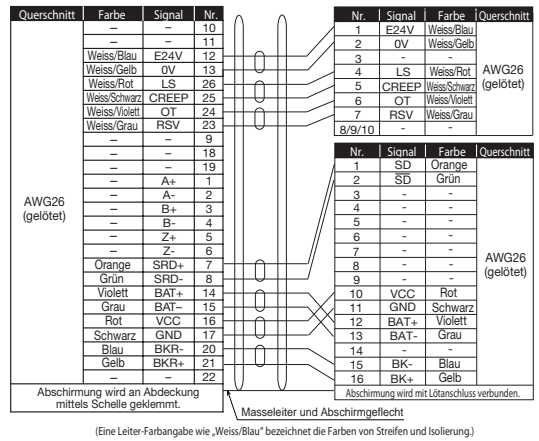 Querschnitt Farbe Signal Nr.
– – 10
– – 11
Weiss/Blau E24V 12
Weiss/Gelb 0V 13
Weiss/Rot LS 26
Weiss/Schwarz CREEP 25
Weiss/Violett OT 24
Weiss/Grau RSV 23
– – 9
– – 18
– – 19
– A+ 1
– A- 2
– B+ 3
– B- 4
– Z+ 5
– Z- 6
Orange SRD+ 7
Grün SRD- 8
Violett BAT+ 14
Grau BAT– 15
Rot VCC 16
Schwarz GND 17
Blau BKR- 20
Gelb BKR+ 21
– – 22
AWG26
(gelötet)
Abschirmung wird an Abdeckung
mittels Schelle geklemmt.
Nr. Signal Farbe Querschnitt
1 E24V Weiss/Blau
2 0V Weiss/Gelb
3 - -
4 LS Weiss/Rot
5 CREEP Weiss/Schwarz
6 OT Weiss/Violett
7 RSV Weiss/Grau
8/9/10 - -
AWG26
(gelötet)
Nr. Signal Farbe Querschnitt
1 SD Orange
2 S̅D̅ Grün
3 - -
4 - -
5 - -
6 - -
7 - -
8 - -
9 - -
10 VCC Rot
11 GND Schwarz
12 BAT+ Violett
13 BAT- Grau
14 - -
15 BK- Blau
16 BK+ Gelb
AWG26
(gelötet)
Abschirmung wird mit Lötanschluss verbunden.
Masseleiter und Abschirmgeflecht
(Eine Leiter-Farbangabe wie „Weiss/Blau“ bezeichnet die Farben von Streifen und Isolierung.)